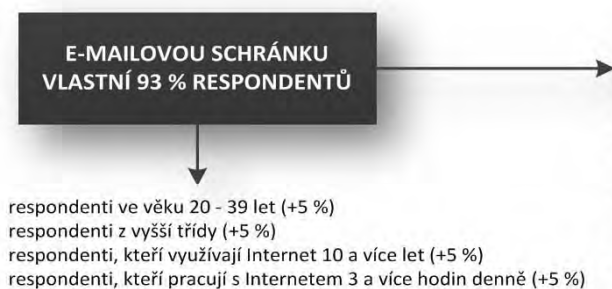 E-MAILOVOU SCHRÁNKU
VLASTNÍ 93 % RESPONDENTŮ
respondenti ve věku 20 - 39 let (+5 %)
respondenti z vyšší třídy (+5 %)
respondenti, kteří využívají Internet 10 a více let (+5 %)
respondenti, kteří pracují s Internetem 3 a více hodin denně (+5 %)